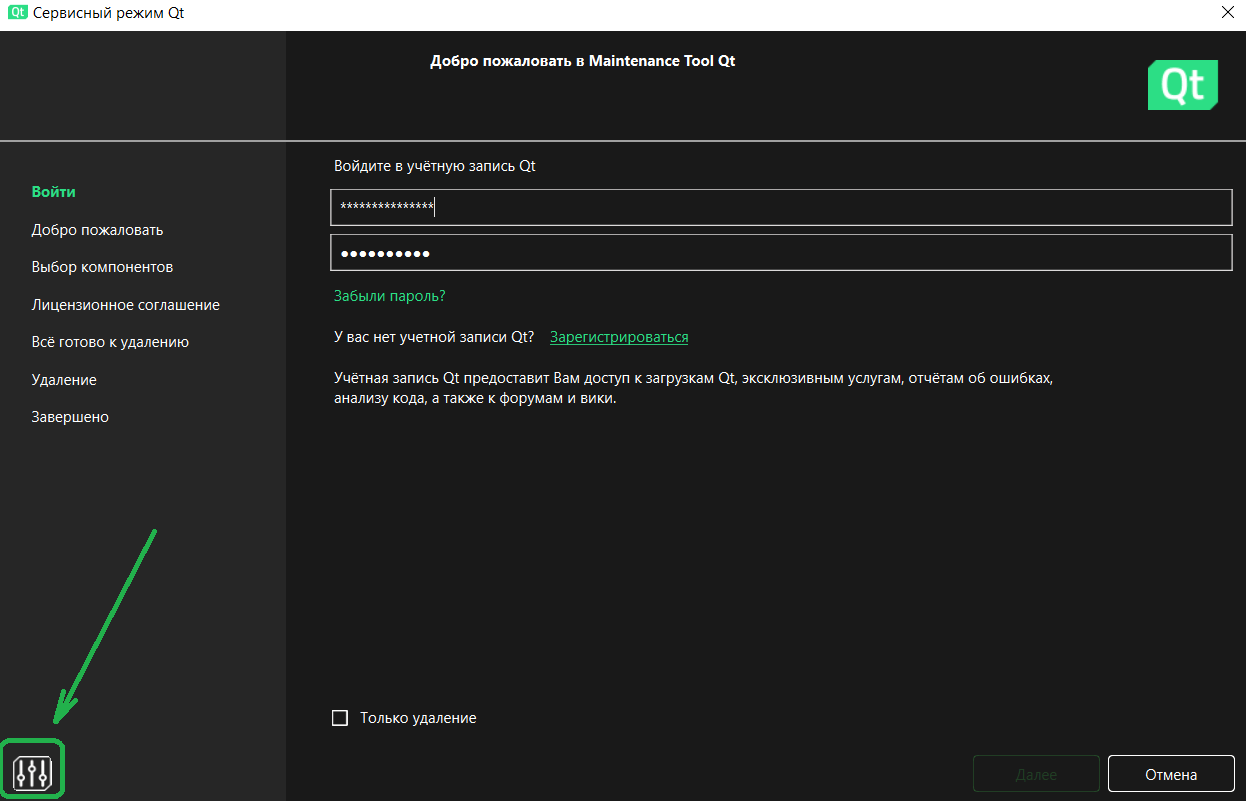 Qt Сервисный режим Qt
Добро пожаловать в Maintenance Tool Qt
Qt
Войти
Добро пожаловать
Выбор компонентов
Лицензионное соглашение
Всё готово к удалению
Удаление
Завершено
Войдите в учётную запись Qt
***************
●●●●●●●●●●
Забыли пароль?
У вас нет учетной записи Qt? Зарегистрироваться
Учётная запись Qt предоставит Вам доступ к загрузкам Qt, эксклюзивным услугам, отчётам об ошибках,
анализу кода, а также к форумам и вики.
Только удаление
Далее
Отмена